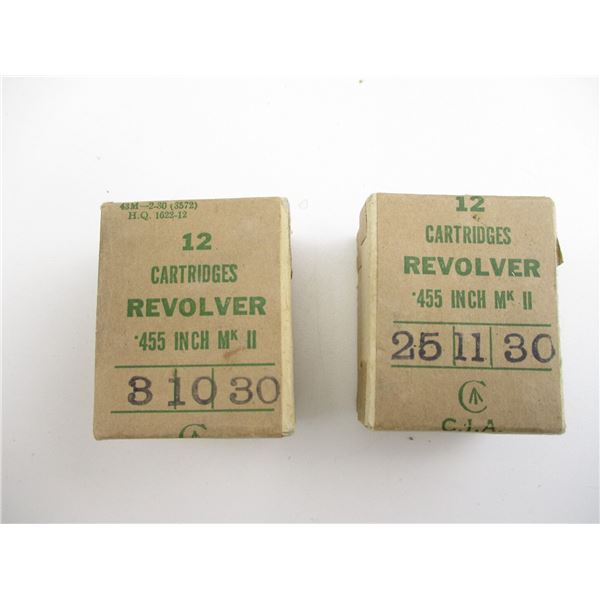 43M—2-30 (3572)
H.Q. 1622-12
12
CARTRIDGES
REVOLVER
·455 INCH MK II
3 10 30
C
12
CARTRIDGES
REVOLVER
·455 INCH MK II
25 11 30
C
C.I.A.